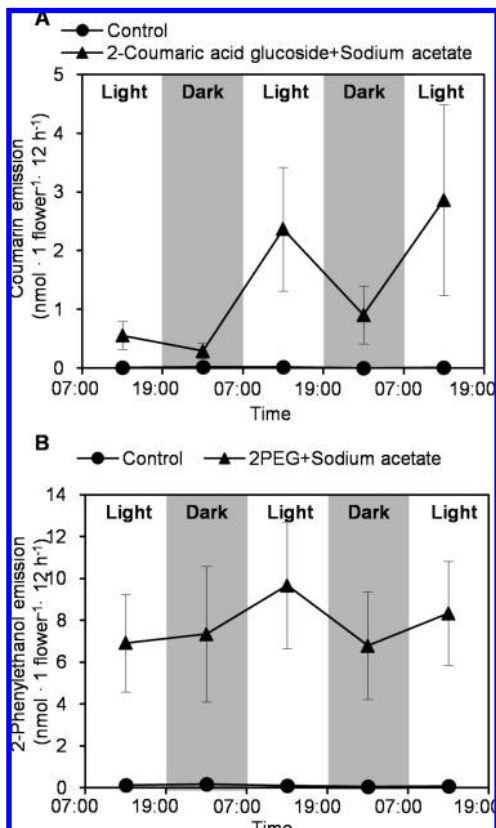 A
Control
2-Coumaric acid glucoside+Sodium acetate
Light Dark Light Dark Light
Coumarin emission
(nmol · 1 flower⁻¹· 12 h⁻¹)
5
4
3
2
1
0
07:00 19:00 07:00 19:00 07:00 19:00
Time
B
Control 2PEG+Sodium acetate
Light Dark Light Dark Light
2-Phenylethanol emission
(nmol · 1 flower⁻¹· 12 h⁻¹)
14
12
10
8
6
4
2
0
07:00 19:00 07:00 19:00 07:00 19:00
Time